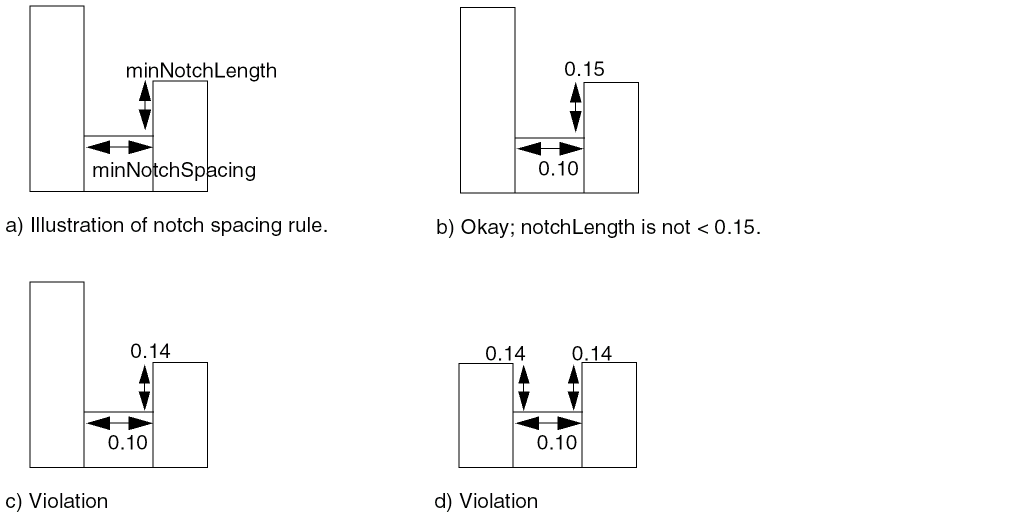 minNotchLength
minNotchSpacing
a) Illustration of notch spacing rule.
0.15
0.10
b) Okay; notchLength is not < 0.15.
0.14
0.10
c) Violation
0.14 0.14
0.10
d) Violation